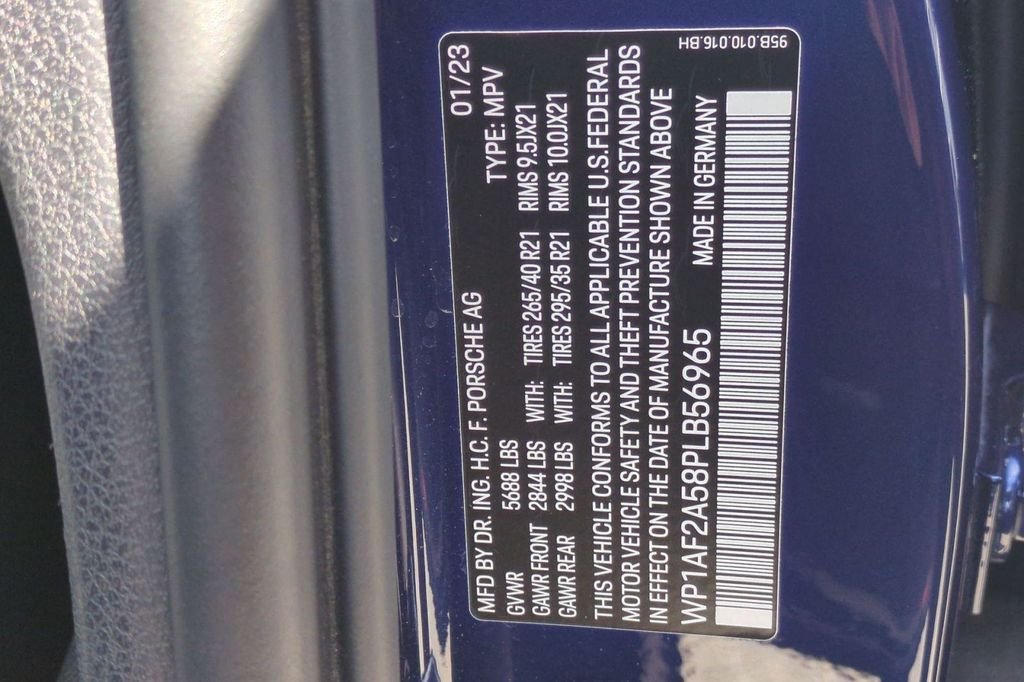 MFD BY DR. ING. H.C. F. PORSCHE AG 01/23
GVWR 5688 LBS TYPE: MPV
GAWR FRONT 2844 LBS WITH: TIRES 265/40 R21 RIMS 9.5JX21
GAWR REAR 2998 LBS WITH: TIRES 295/35 R21 RIMS 10.0JX21
THIS VEHICLE CONFORMS TO ALL APPLICABLE U.S.FEDERAL
MOTOR VEHICLE SAFETY AND THEFT PREVENTION STANDARDS
IN EFFECT ON THE DATE OF MANUFACTURE SHOWN ABOVE
WP1AF2A58PLB56965 MADE IN GERMANY
95B.010.016.BH